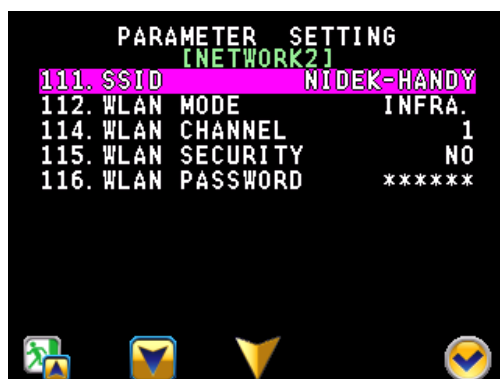 PARAMETER SETTING
[NETWORK2]
111. SSID NIDEK-HANDY
112. WLAN MODE INFRA.
114. WLAN CHANNEL 1
115. WLAN SECURITY NO
116. WLAN PASSWORD ******